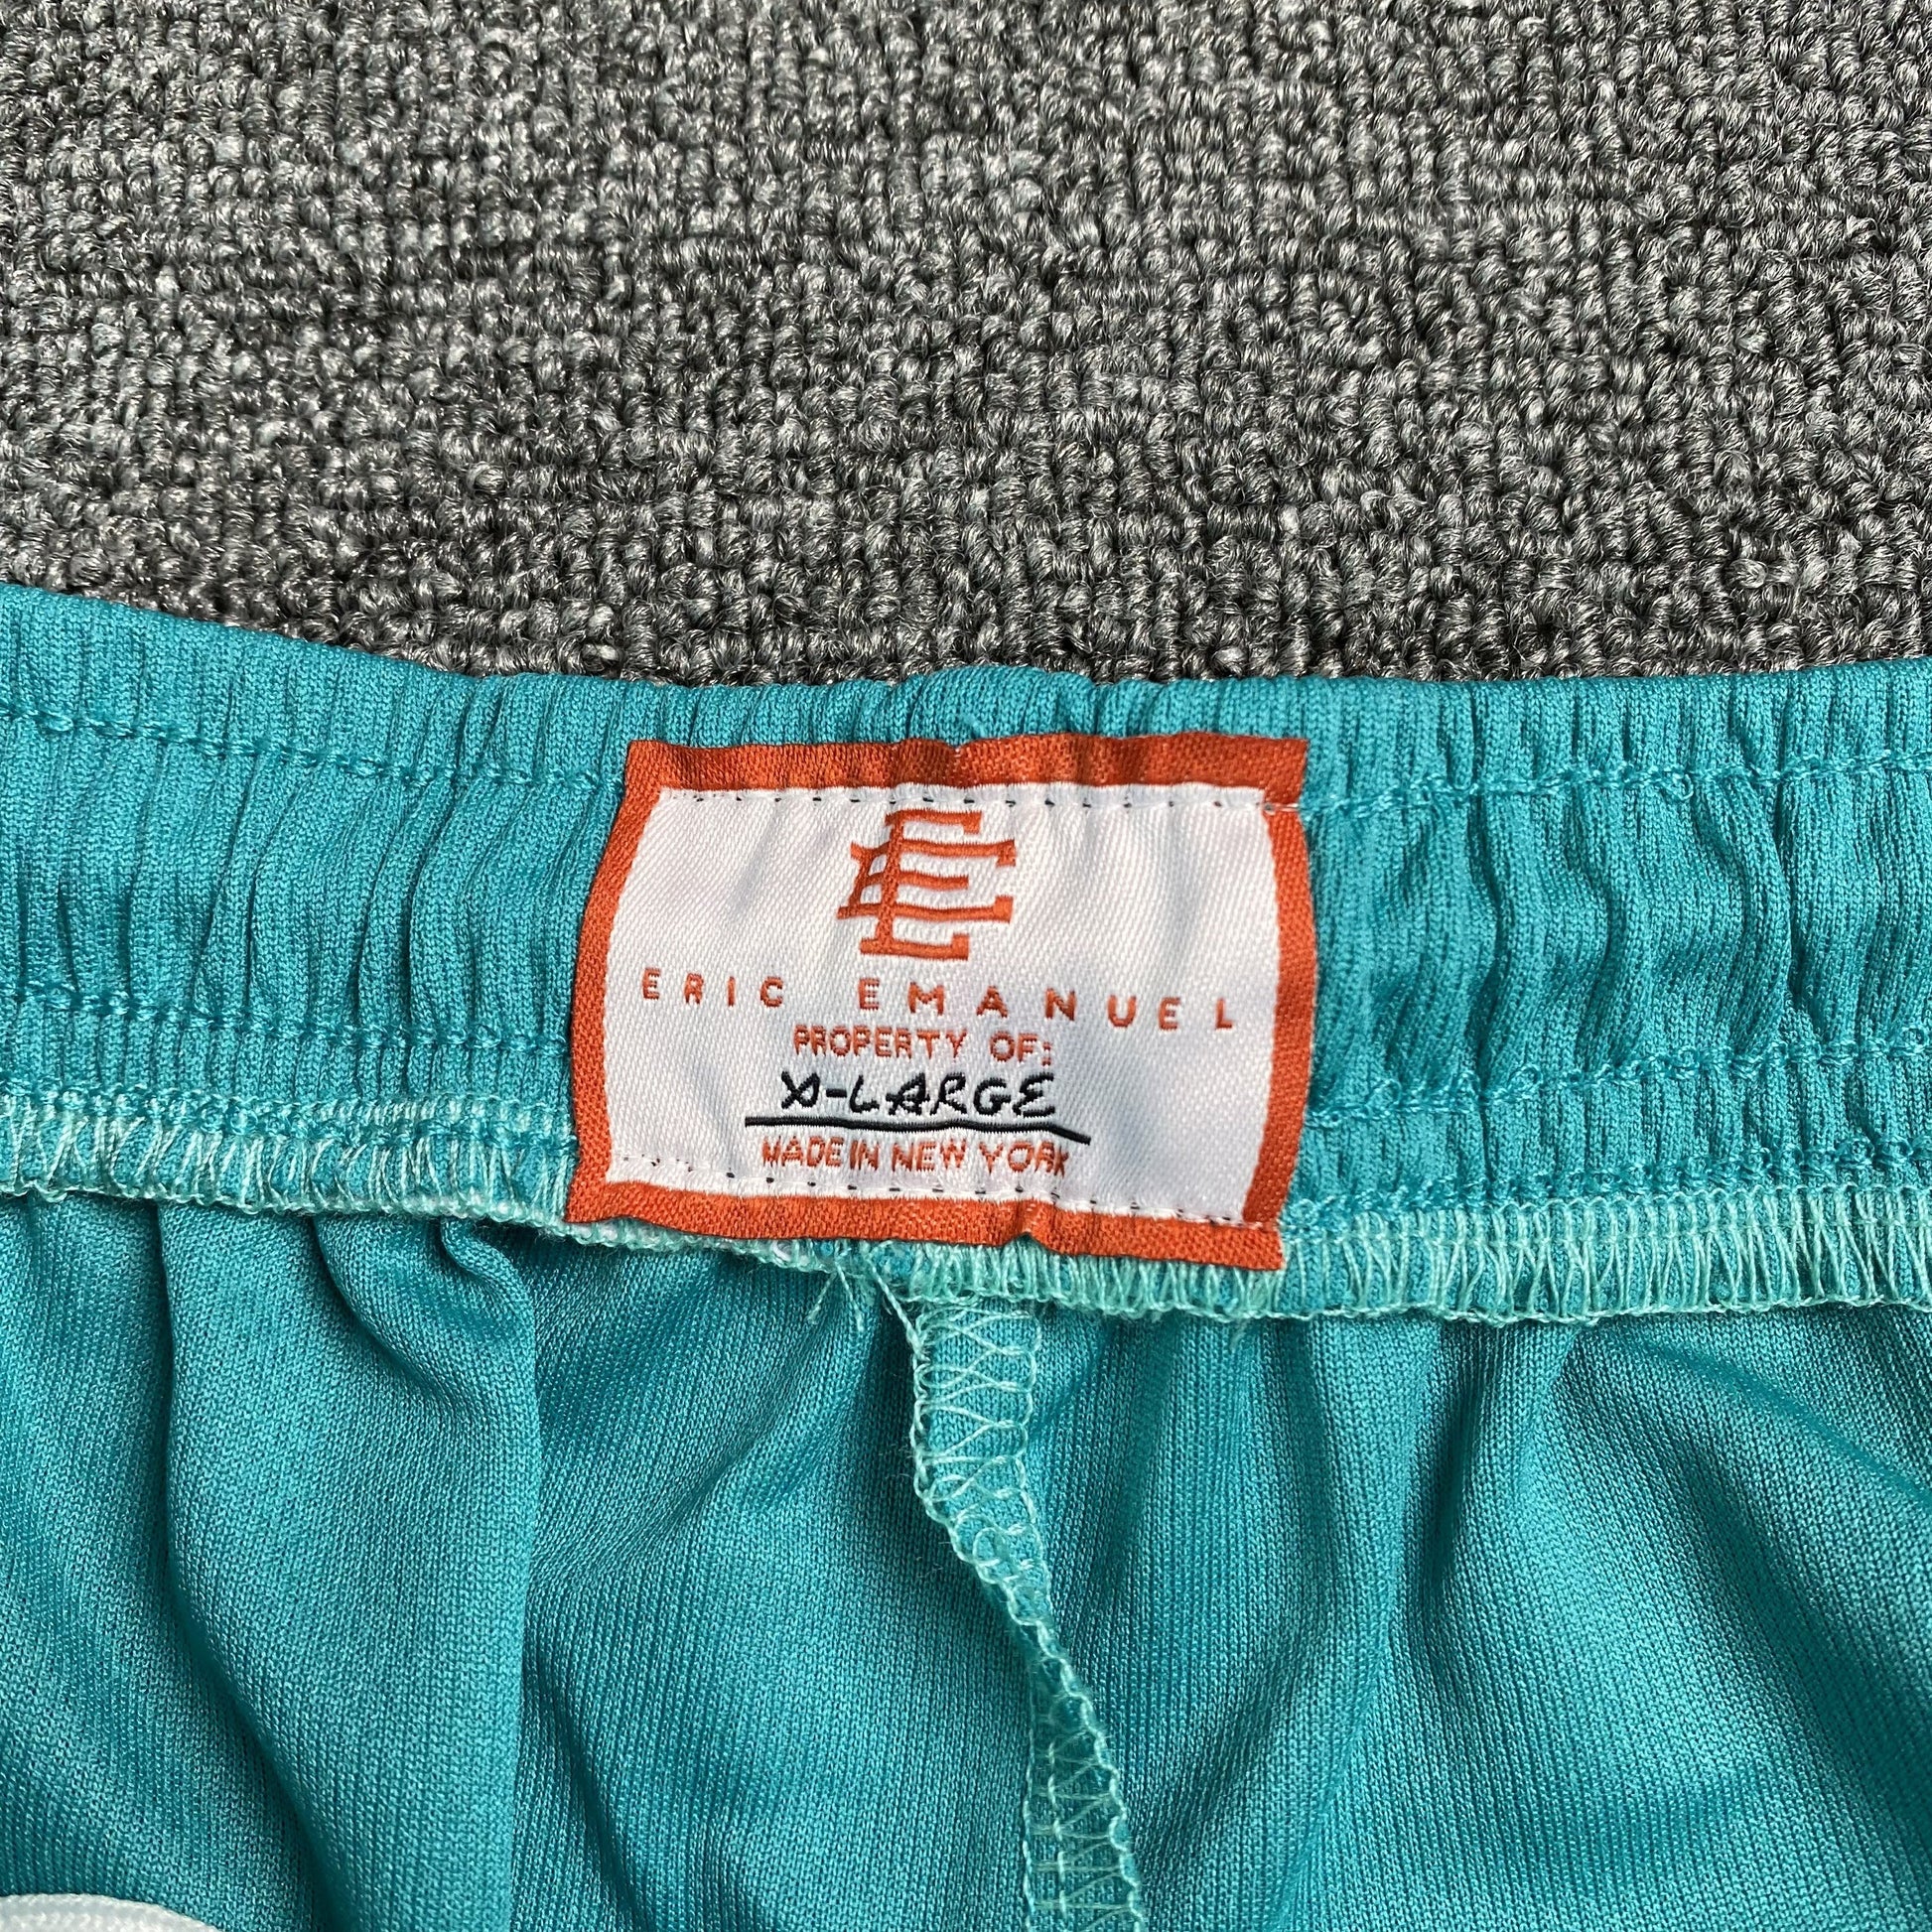 EE
ERIC EMANUEL
PROPERTY OF:
X-LARGE
MADE IN NEW YORK